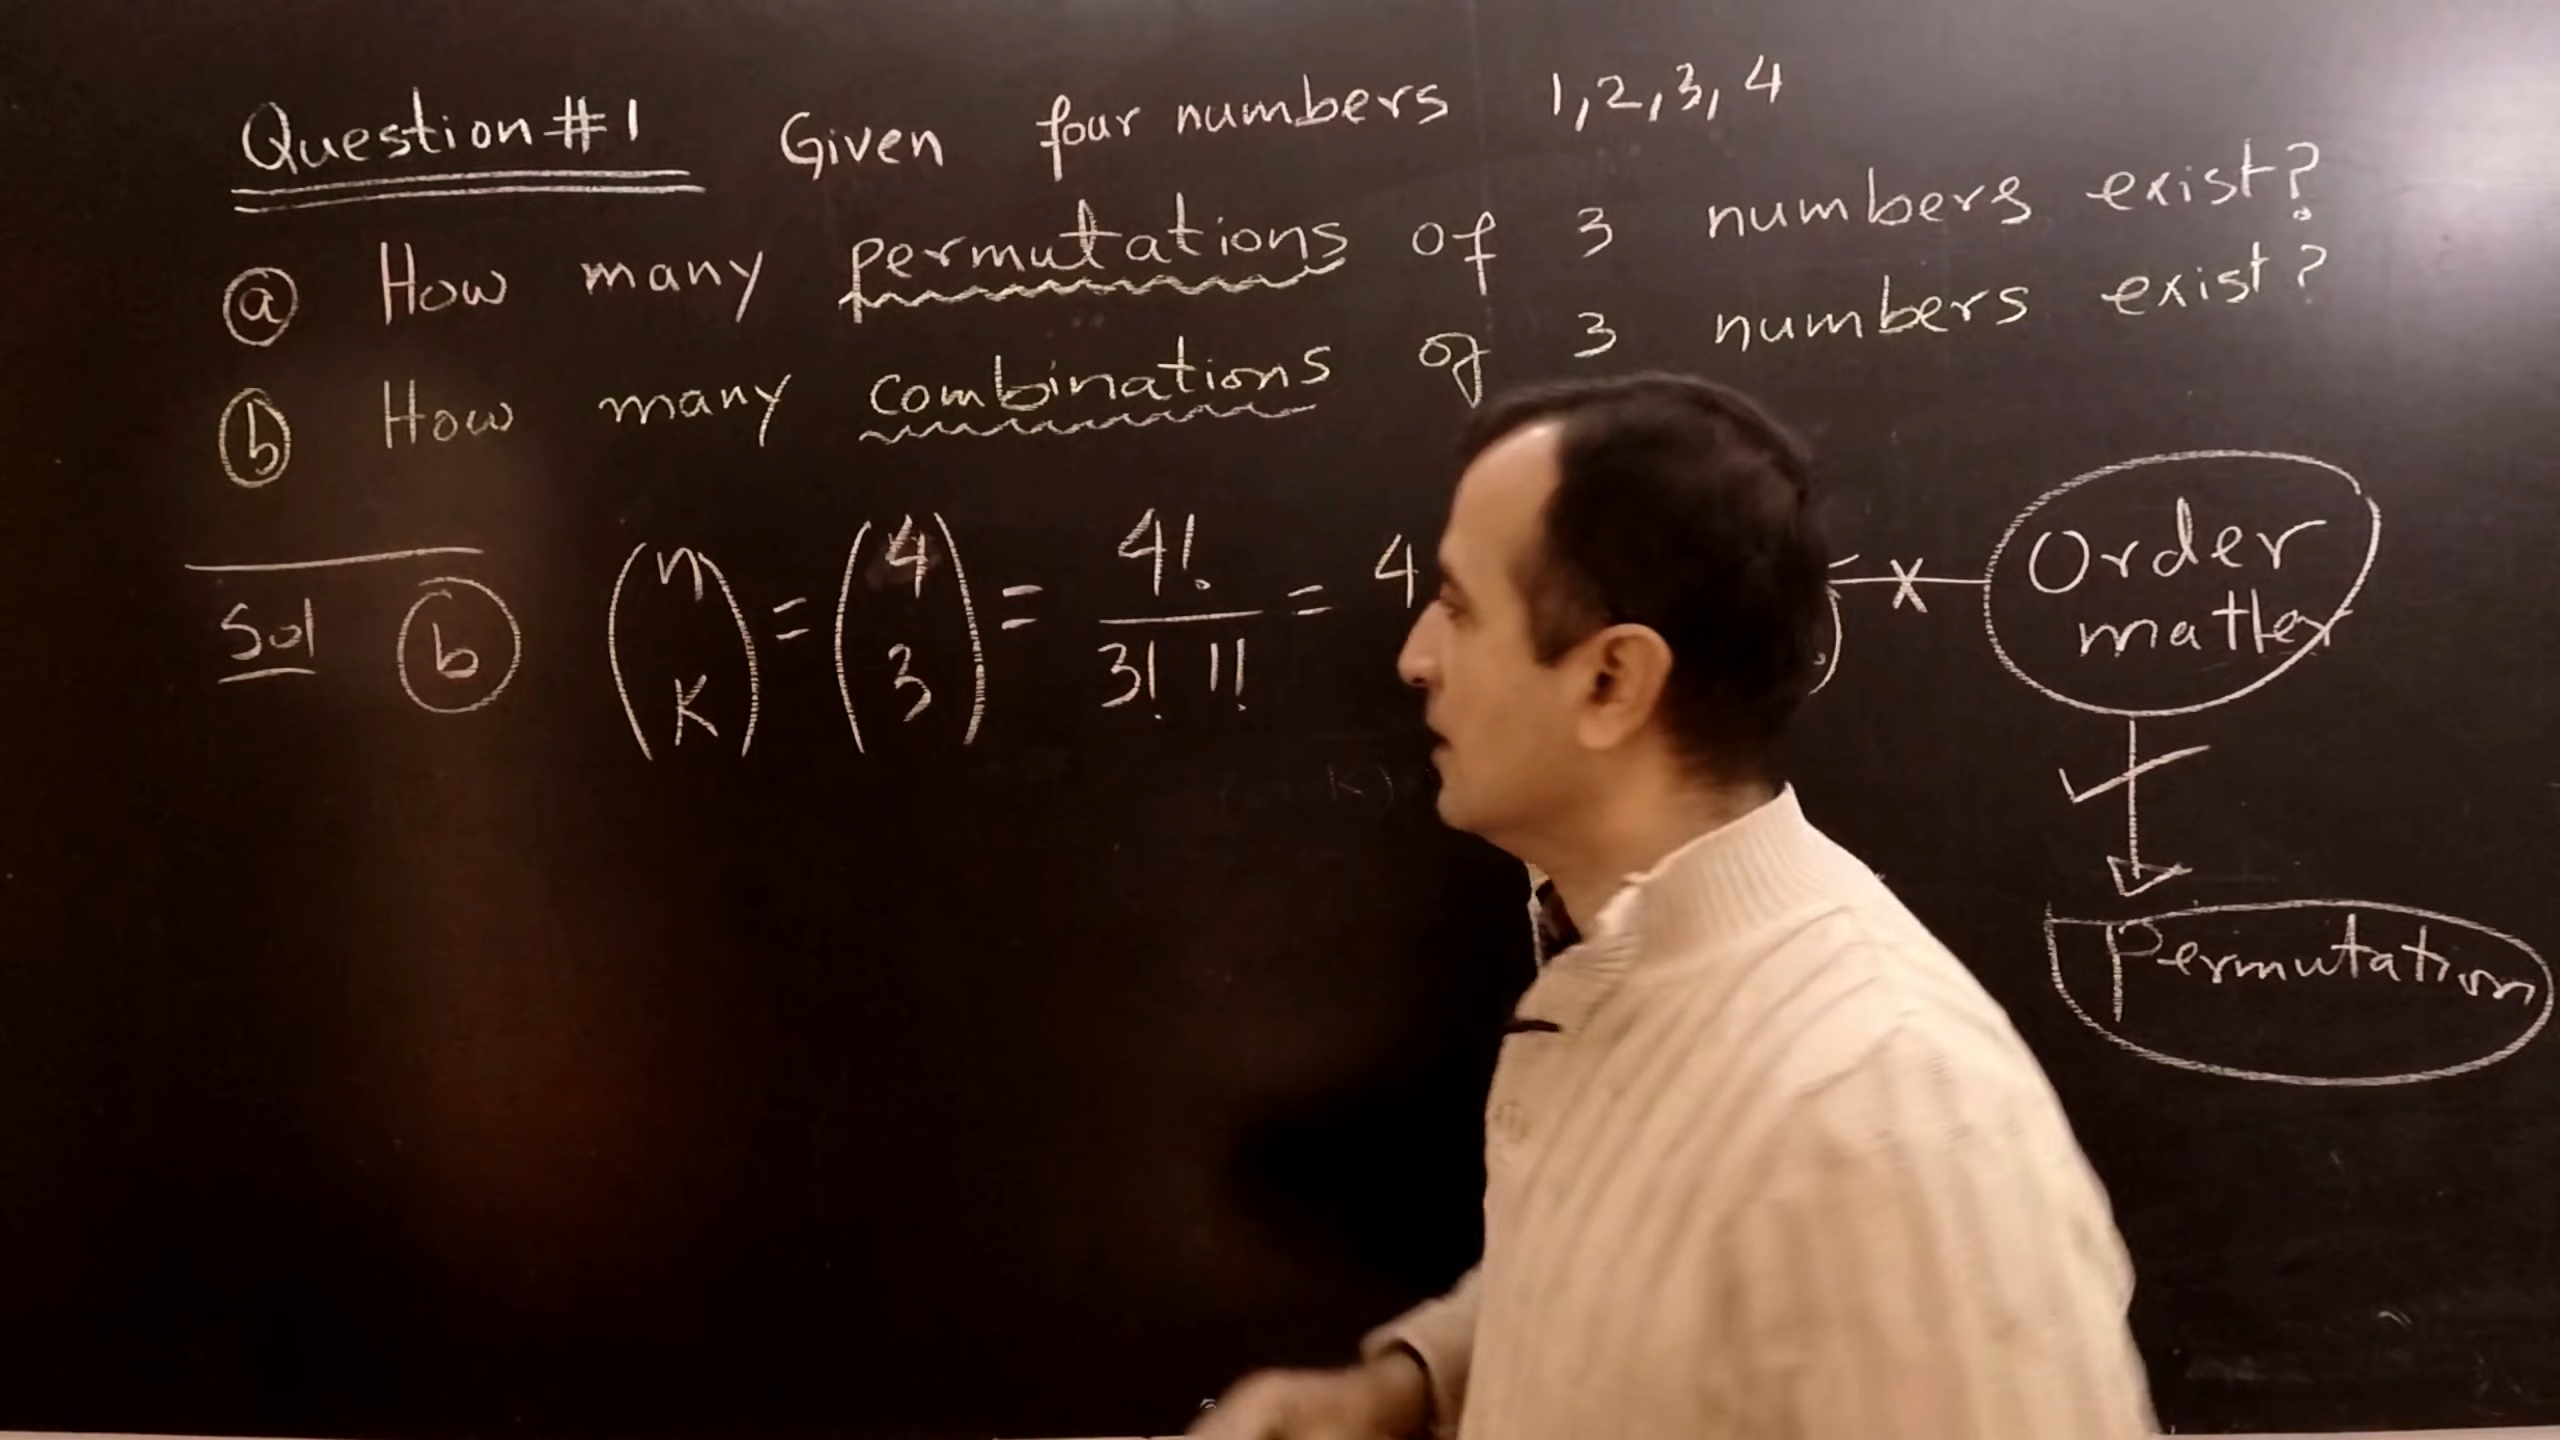 Question #1 Given four numbers 1, 2, 3, 4
ⓐ How many permutations of 3 numbers exist?
ⓑ How many combinations of 3 numbers exist?
Sol ⓑ (n K) = (4 3) = 4! / 3! 1! = 4
X
Order
matter
Permutation